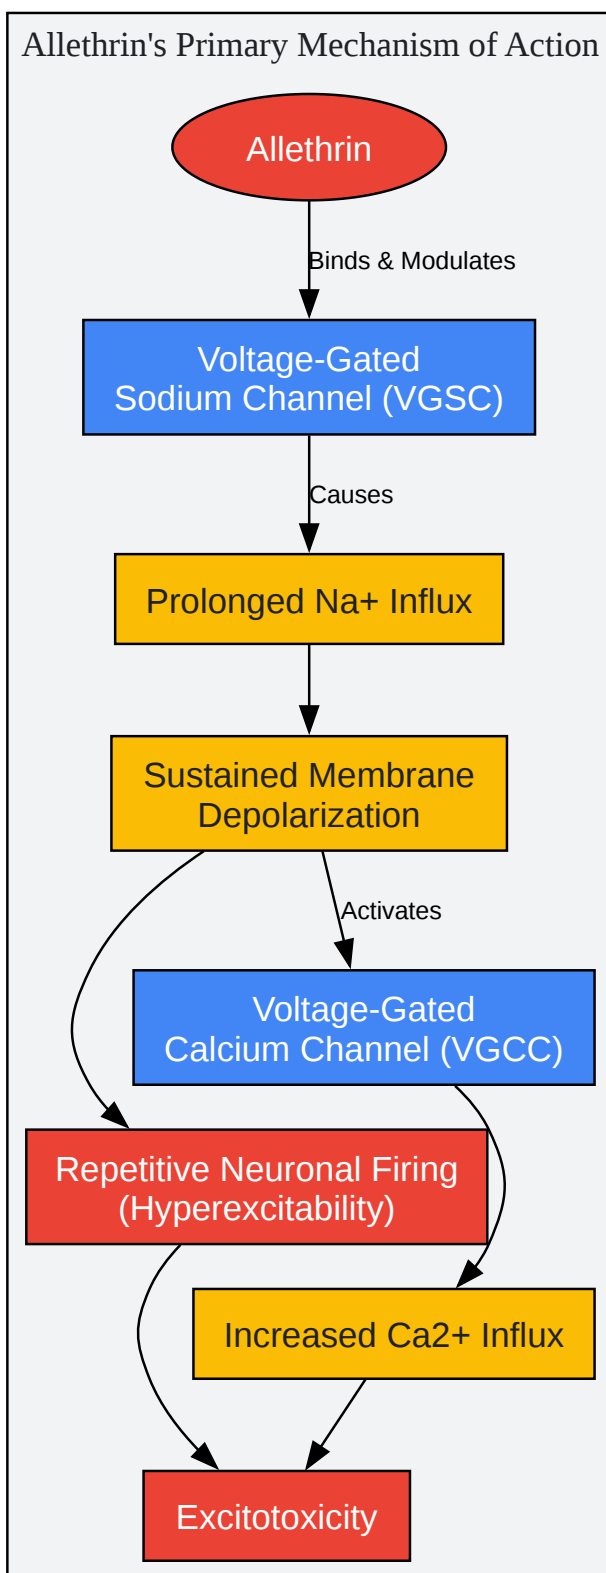 Allethrin's Primary Mechanism of Action
Allethrin
Binds & Modulates
Voltage-Gated
Sodium Channel (VGSC)
Causes
Prolonged Na+ Influx
Sustained Membrane
Depolarization
Activates
Voltage-Gated
Calcium Channel (VGCC)
Repetitive Neuronal Firing
(Hyperexcitability)
Increased Ca2+ Influx
Excitotoxicity